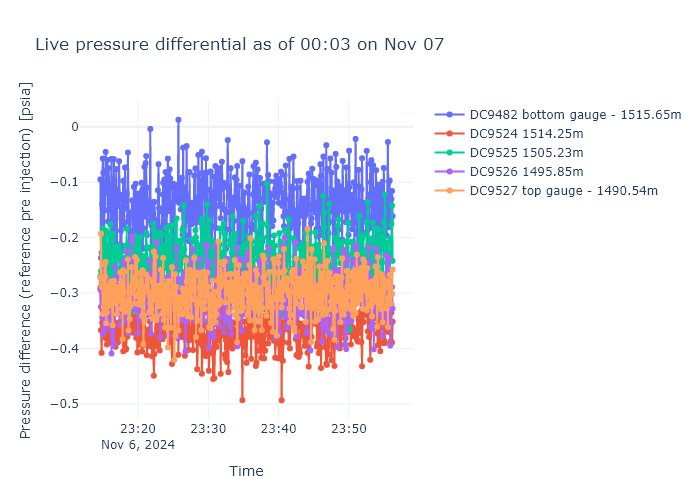 Live pressure differential as of 00:03 on Nov 07
Pressure difference (reference pre injection) [psia]
0
−0.1
−0.2
−0.3
−0.4
−0.5
23:20
Nov 6, 2024
23:30
23:40
23:50
Time
DC9482 bottom gauge - 1515.65m
DC9524 1514.25m
DC9525 1505.23m
DC9526 1495.85m
DC9527 top gauge - 1490.54m